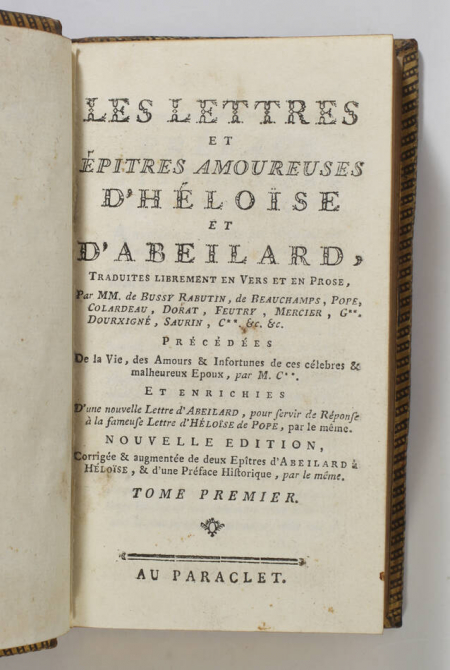 LES LETTRES
ET
ÉPITRES AMOUREUSES
D'HÉLOÏSE
ET
D'ABEILARD,
TRADUITES LIBREMENT EN VERS ET EN PROSE,
Par MM. de BUSSY RABUTIN, de BEAUCHAMPS, POPE,
COLARDEAU, DORAT, FEUTRY, MERCIER, G**.
DOURXIGNÉ, SAURIN, C**. &c. &c.
PRÉCÉDÉES
De la Vie, des Amours & Infortunes de ces célebres &
malheureux Epoux, par M. C**.
ET ENRICHIES
D'une nouvelle Lettre d'ABEILARD, pour ſervir de Réponſe
à la fameuſe Lettre d'HÉLOÏSE de POPE, par le même.
NOUVELLE EDITION,
Corrigée & augmentée de deux Epîtres d'ABEILARD à
HÉLOÏSE, & d'une Préface Hiſtorique, par le même.
TOME PREMIER.
AU PARACLET.